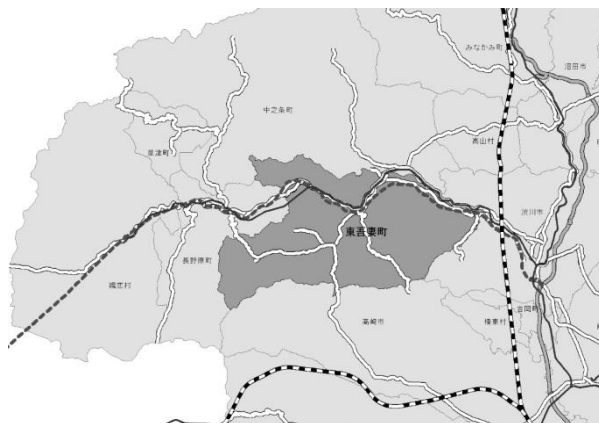 みなかみ町
沼田市
中之条町
草津町
高山村
渋川市
東吾妻町
長野原町
嬬恋村
高崎市
榛東村
吉岡町